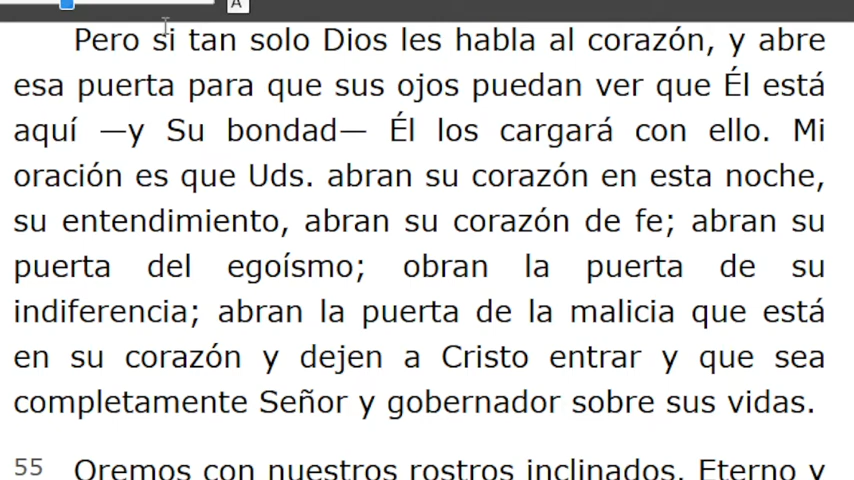 A
Pero si tan solo Dios les habla al corazón, y abre
esa puerta para que sus ojos puedan ver que Él está
aquí —y Su bondad— Él los cargará con ello. Mi
oración es que Uds. abran su corazón en esta noche,
su entendimiento, abran su corazón de fe; abran su
puerta del egoísmo; obran la puerta de su
indiferencia; abran la puerta de la malicia que está
en su corazón y dejen a Cristo entrar y que sea
completamente Señor y gobernador sobre sus vidas.
55 Oremos con nuestros rostros inclinados. Eterno y